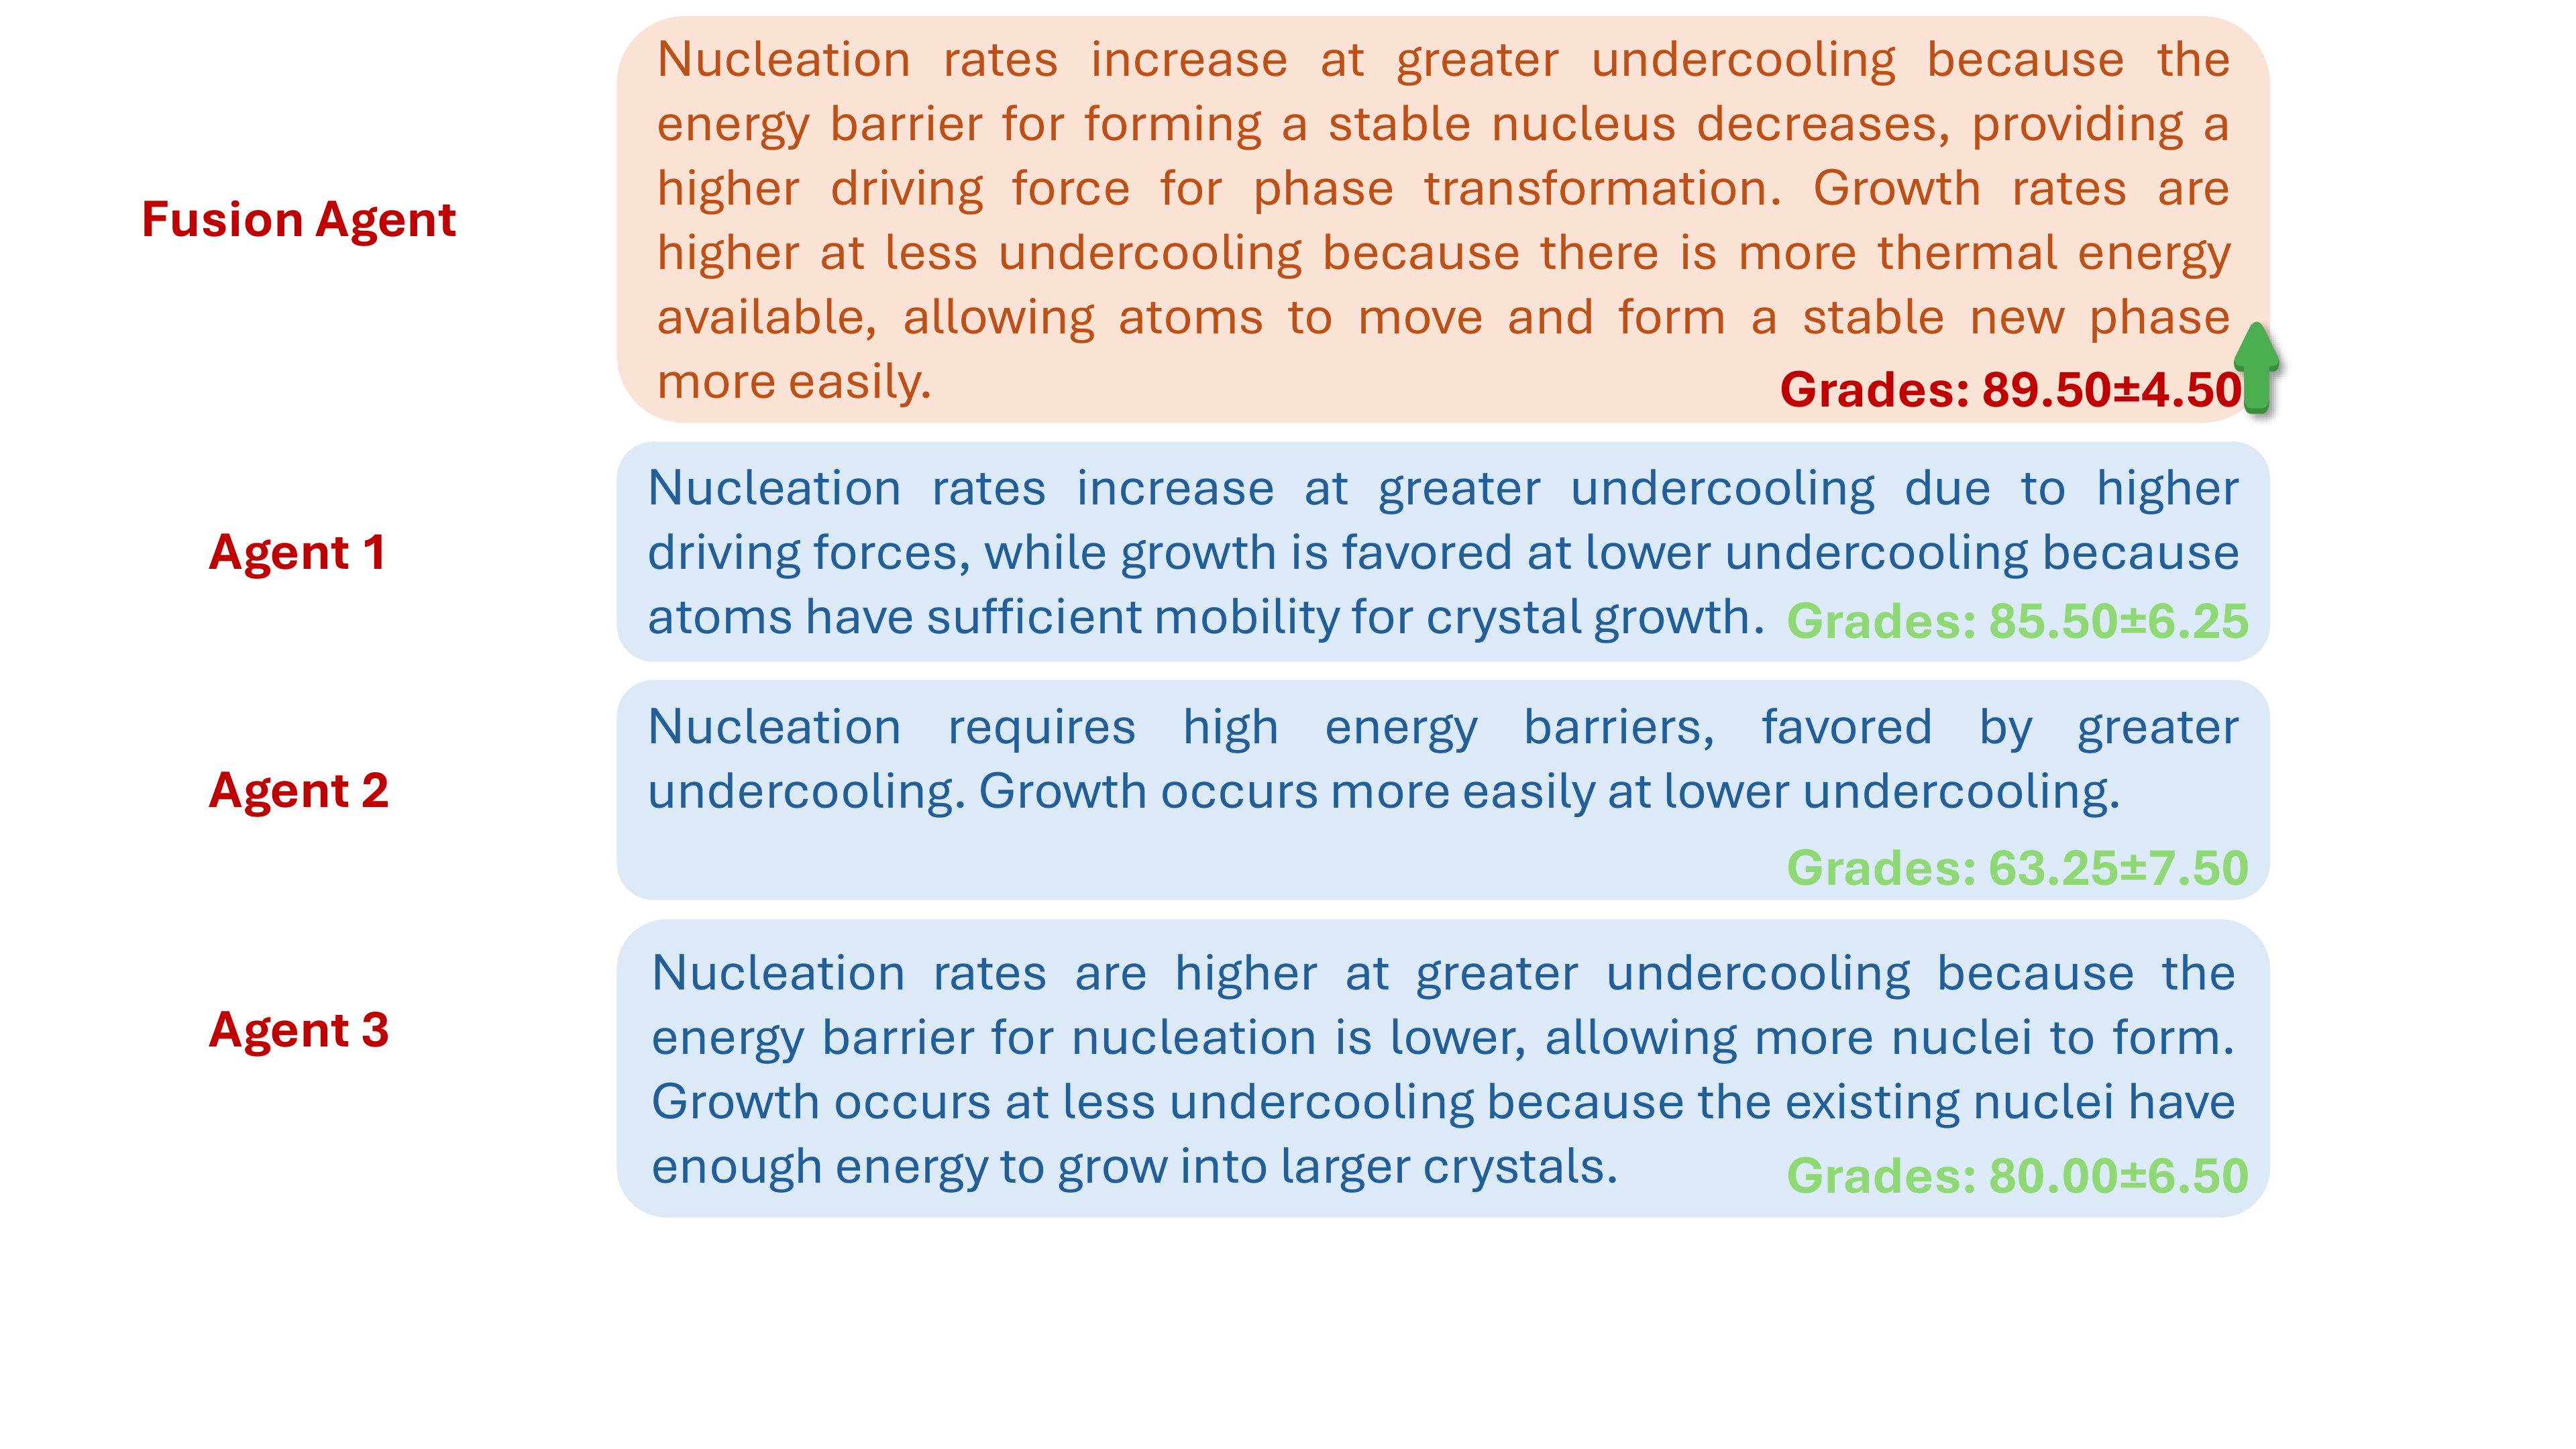 Fusion Agent
Nucleation rates increase at greater undercooling because the
energy barrier for forming a stable nucleus decreases, providing a
higher driving force for phase transformation. Growth rates are
higher at less undercooling because there is more thermal energy
available, allowing atoms to move and form a stable new phase
more easily.
Grades: 89.50±4.50
Agent 1
Nucleation rates increase at greater undercooling due to higher
driving forces, while growth is favored at lower undercooling because
atoms have sufficient mobility for crystal growth.
Grades: 85.50±6.25
Agent 2
Nucleation requires high energy barriers, favored by greater
undercooling. Growth occurs more easily at lower undercooling.
Grades: 63.25±7.50
Agent 3
Nucleation rates are higher at greater undercooling because the
energy barrier for nucleation is lower, allowing more nuclei to form.
Growth occurs at less undercooling because the existing nuclei have
enough energy to grow into larger crystals.
Grades: 80.00±6.50